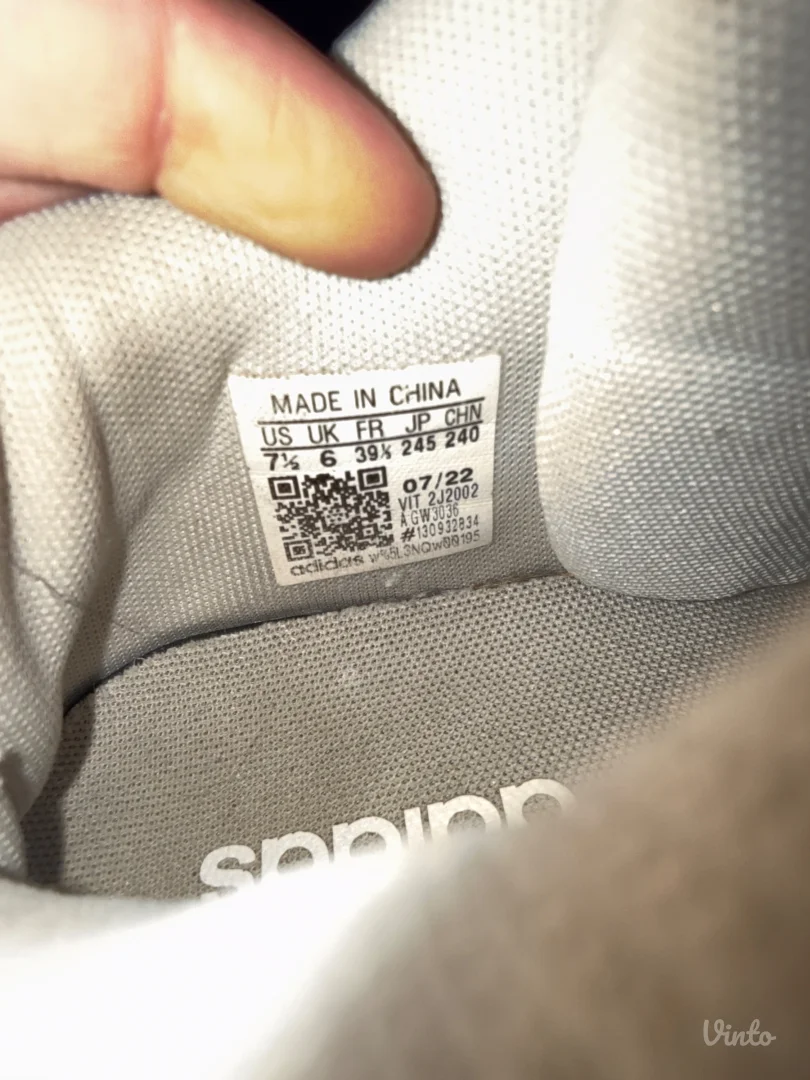 MADE IN CHINA
US UK FR JP CHN
7½ 6 39⅓ 245 240
07/22
VIT 2J2002
A GW3036
#130932834
adidas
adidas
Vinto